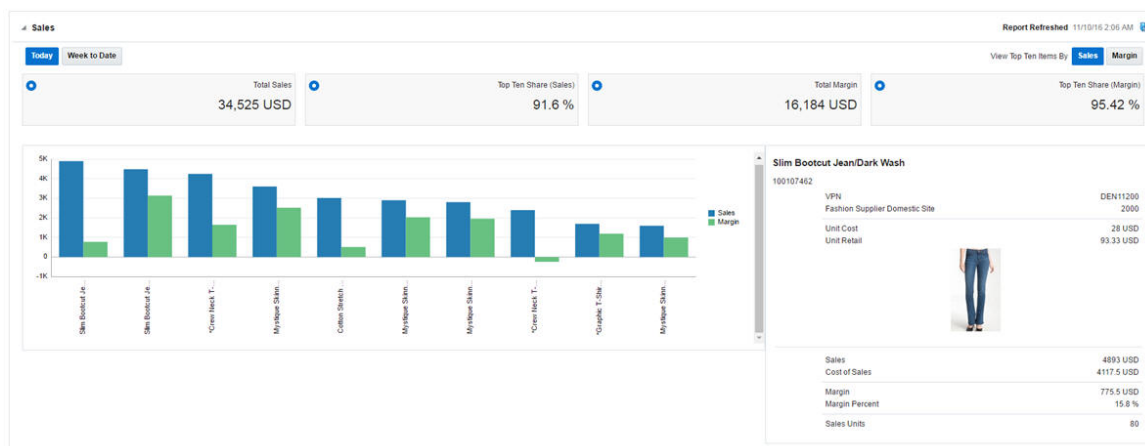 Sales
Report Refreshed 11/10/16 2:06 AM
Today Week to Date
View Top Ten Items By Sales Margin
Total Sales
34,525 USD
Top Ten Share (Sales)
91.6 %
Total Margin
16,184 USD
Top Ten Share (Margin)
95.42 %
5K
4K
3K
2K
1K
0
-1K
Slim Bootcut Je...
Slim Bootcut Je...
*Crew Neck T-...
Mystique Skinn...
Cotton Stretch ...
Mystique Skinn...
Mystique Skinn...
*Crew Neck T-...
*Graphic T-Shir...
Mystique Skinn...
Sales
Margin
Slim Bootcut Jean/Dark Wash
100107462
VPN DEN11200
Fashion Supplier Domestic Site 2000
Unit Cost 28 USD
Unit Retail 93.33 USD
Sales 4893 USD
Cost of Sales 4117.5 USD
Margin 775.5 USD
Margin Percent 15.8 %
Sales Units 80